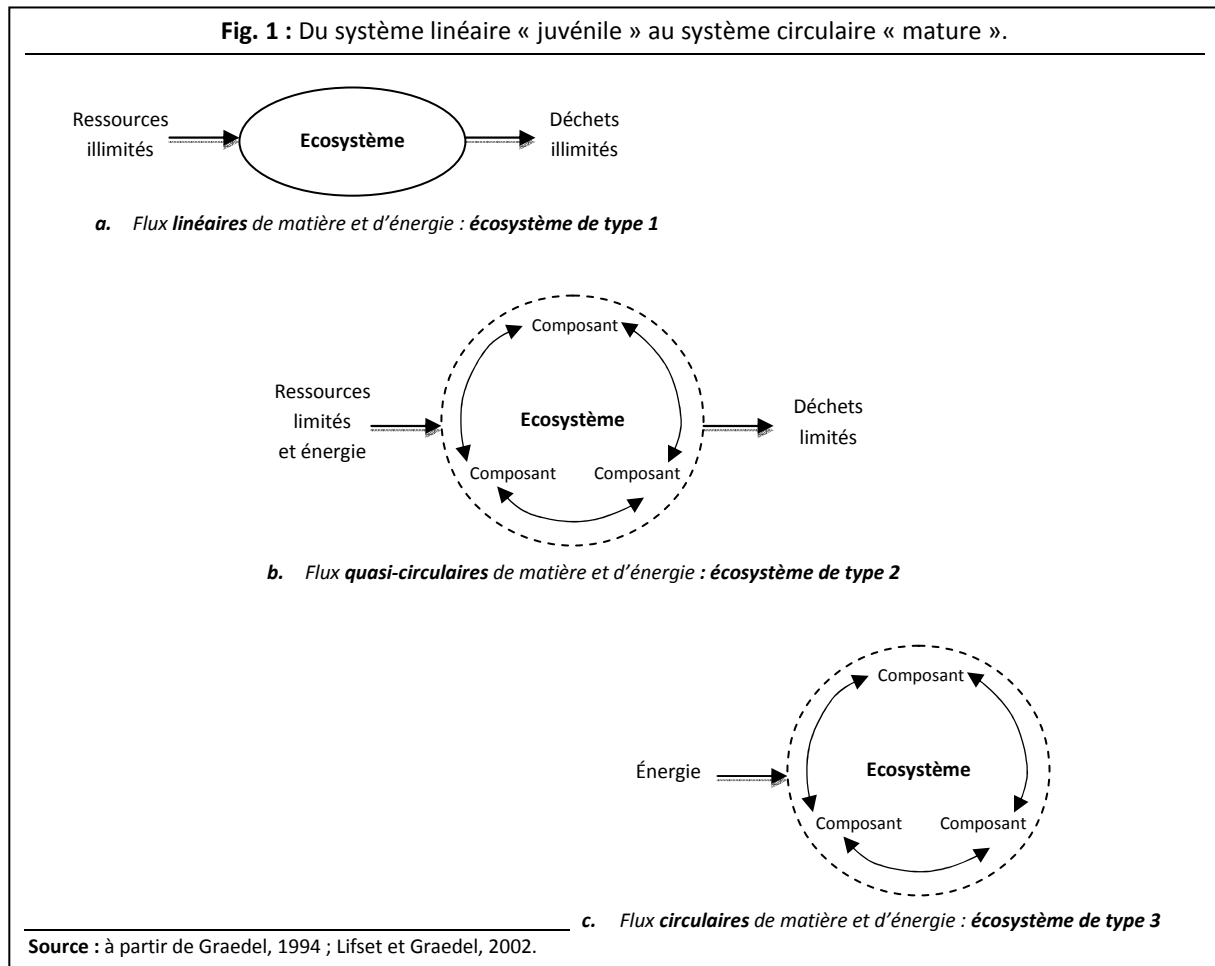 Fig. 1 : Du système linéaire « juvénile » au système circulaire « mature ».
Ressources
illimités
Ecosystème
Déchets
illimités
a. Flux linéaires de matière et d’énergie : écosystème de type 1
Composant
Ressources
limités
et énergie
Ecosystème
Déchets
limités
Composant
Composant
b. Flux quasi-circulaires de matière et d’énergie : écosystème de type 2
Composant
Énergie
Ecosystème
Composant
Composant
c. Flux circulaires de matière et d’énergie : écosystème de type 3
Source : à partir de Graedel, 1994 ; Lifset et Graedel, 2002.